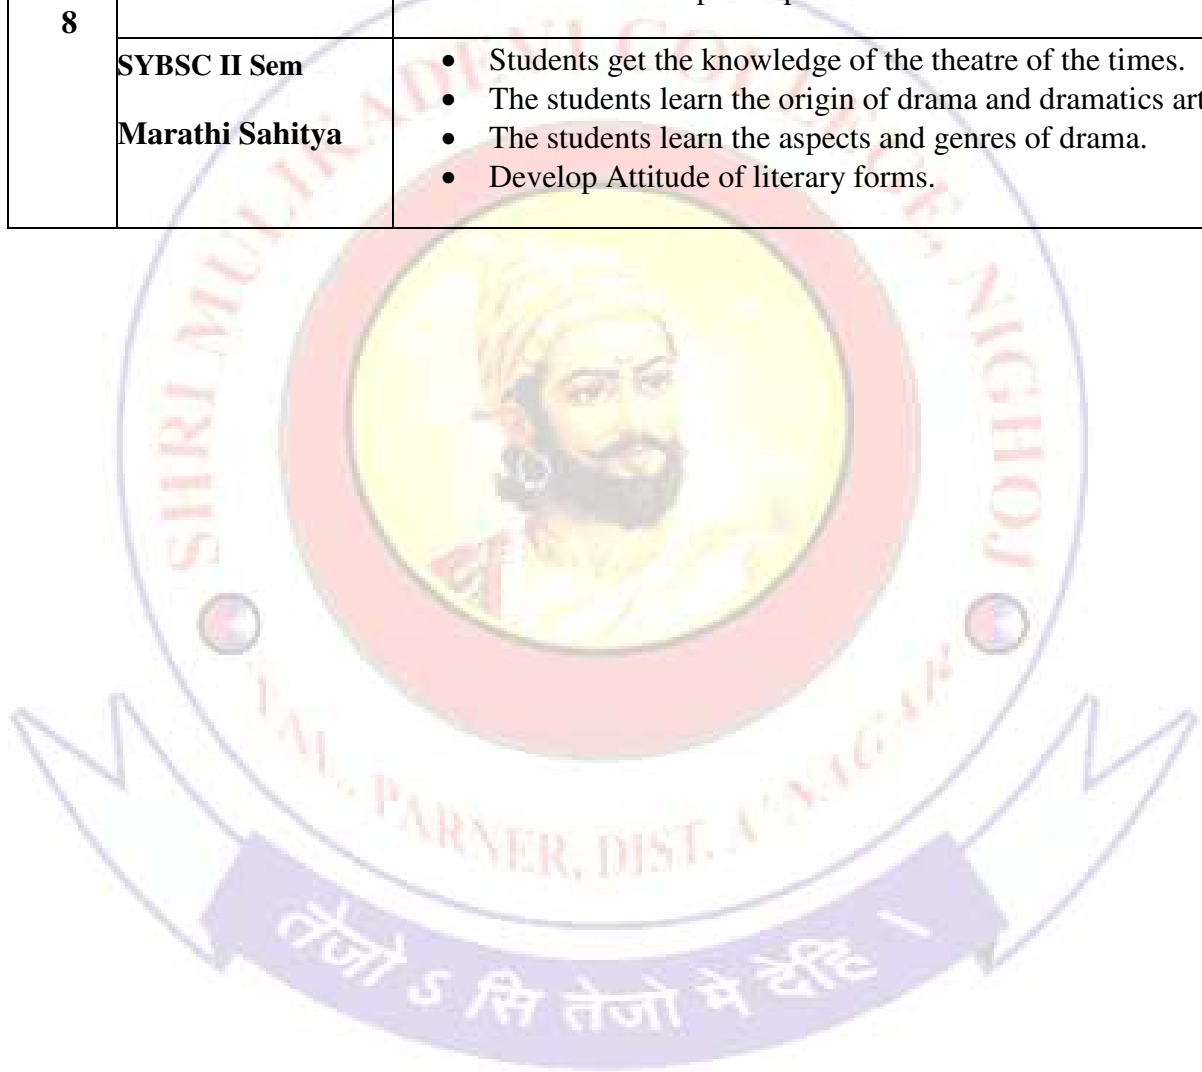 8
SYBSC II Sem
Marathi Sahitya
• Students get the knowledge of the theatre of the times.
• The students learn the origin of drama and dramatics art
• The students learn the aspects and genres of drama.
• Develop Attitude of literary forms.
SHRI MULIKADEVI COLLEGE, NIGHOJ
TAL., PARNER, DIST. A'NAGAR
तेजो ऽ सि तेजो मे देहि ।